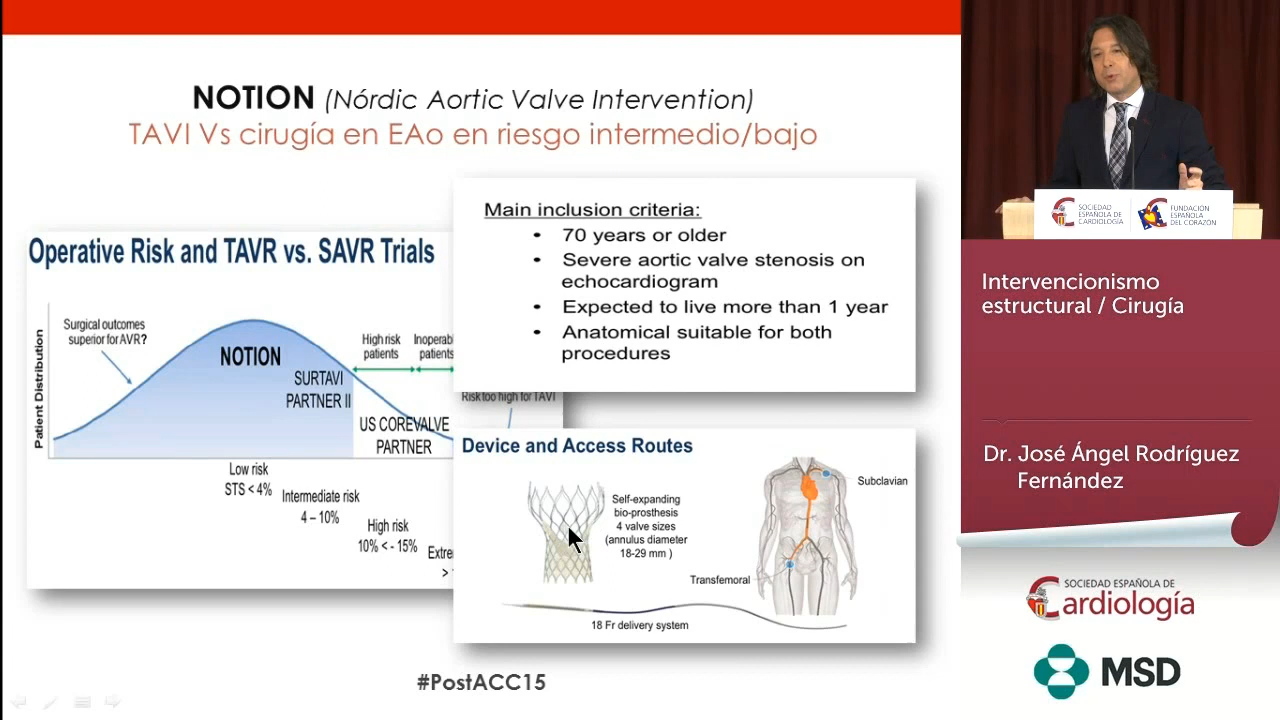 NOTION (Nórdic Aortic Valve Intervention)
TAVI Vs cirugía en EAo en riesgo intermedio/bajo
Operative Risk and TAVR vs. SAVR Trials
Patient Distribution
Surgical outcomes
superior for AVR?
NOTION
SURTAVI
PARTNER II
High risk
patients
Inoperab
patients
US COREVALVE
PARTNER
Risk too high for TAVI
Low risk
STS < 4%
Intermediate risk
4 – 10%
High risk
10% < - 15%
Extre
>
Main inclusion criteria:
• 70 years or older
• Severe aortic valve stenosis on
echocardiogram
• Expected to live more than 1 year
• Anatomical suitable for both
procedures
Device and Access Routes
Self-expanding
bio-prosthesis
4 valve sizes
(annulus diameter
18-29 mm )
Subclavian
Transfemoral
18 Fr delivery system
#PostACC15
SOCIEDAD
ESPAÑOLA DE
CARDIOLOGÍA
FUNDACIÓN
ESPAÑOLA
DEL CORAZÓN
Intervencionismo
estructural / Cirugía
Dr. José Ángel Rodríguez
Fernández
SOCIEDAD ESPAÑOLA DE
Cardiología
MSD